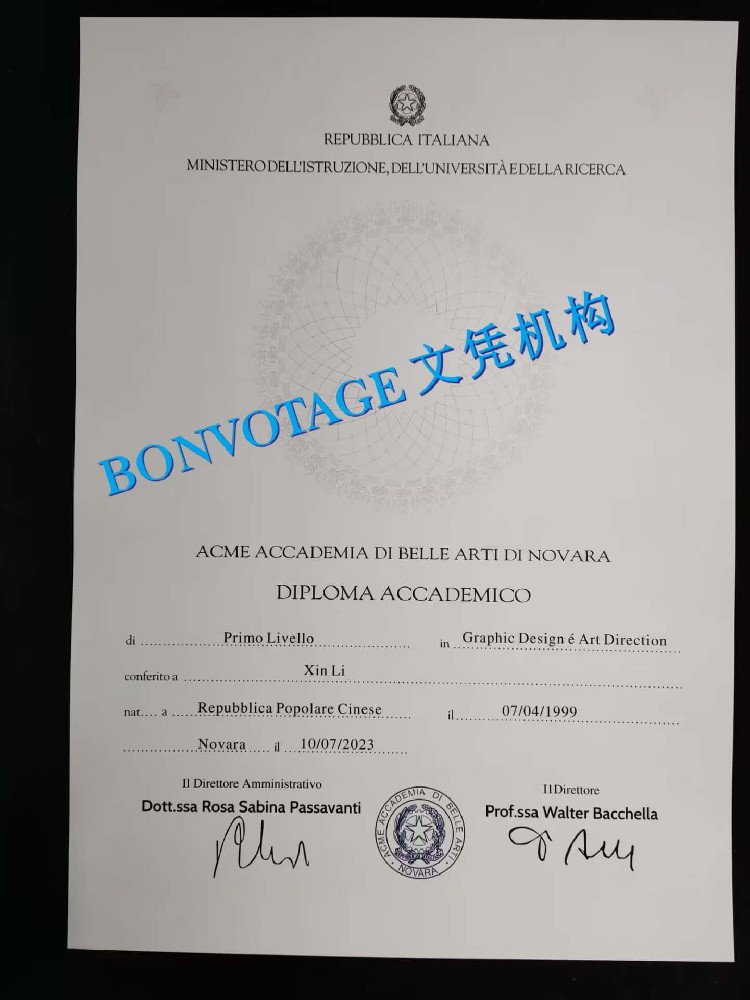 REPUBBLICA ITALIANA
MINISTERO DELL'ISTRUZIONE, DELL'UNIVERSITÀ E DELLA RICERCA
BONVOTAGE 文凭机构
ACME ACCADEMIA DI BELLE ARTI DI NOVARA
DIPLOMA ACCADEMICO
di Primo Livello in Graphic Design é Art Direction
conferito a Xin Li
nat.... a Repubblica Popolare Cinese il 07/04/1999
Novara il 10/07/2023
Il Direttore Amministrativo
Dott.ssa Rosa Sabina Passavanti
ACME ACCADEMIA DI BELLE ARTI
NOVARA
Il Direttore
Prof.ssa Walter Bacchella